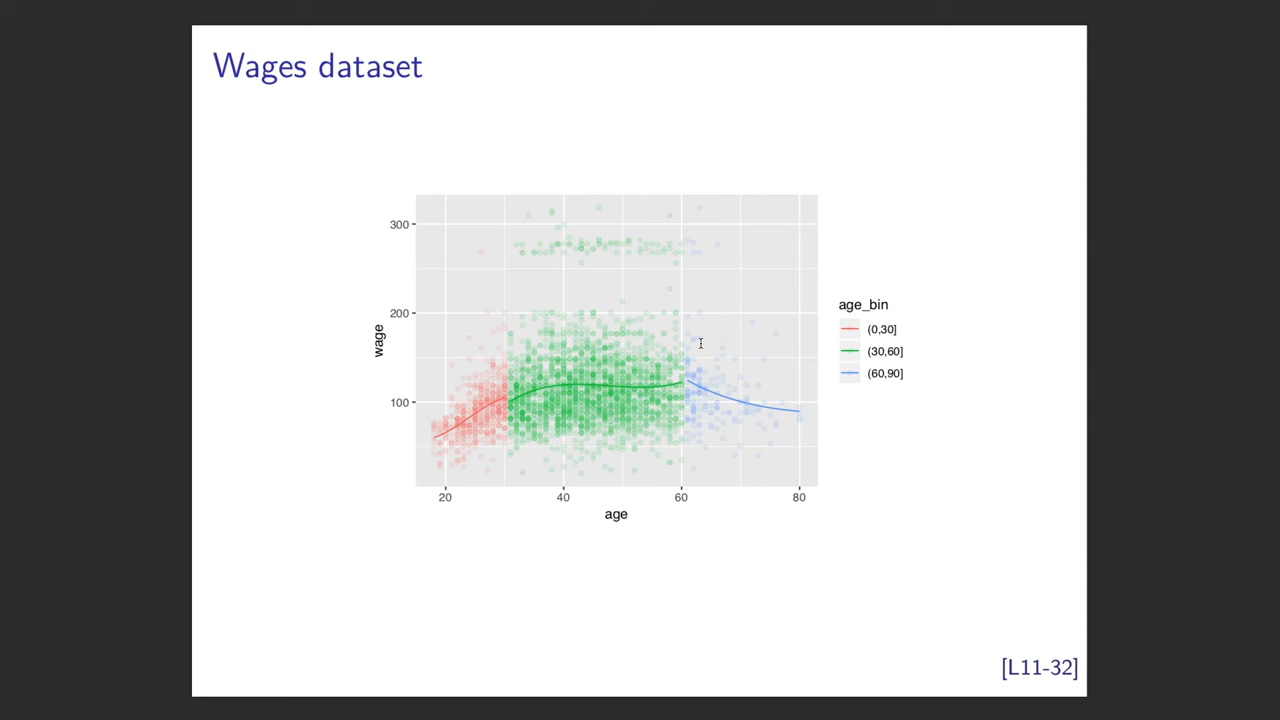 Wages dataset
300
200
100
wage
20 40 60 80
age
age_bin
(0,30]
(30,60]
(60,90]
[L11-32]